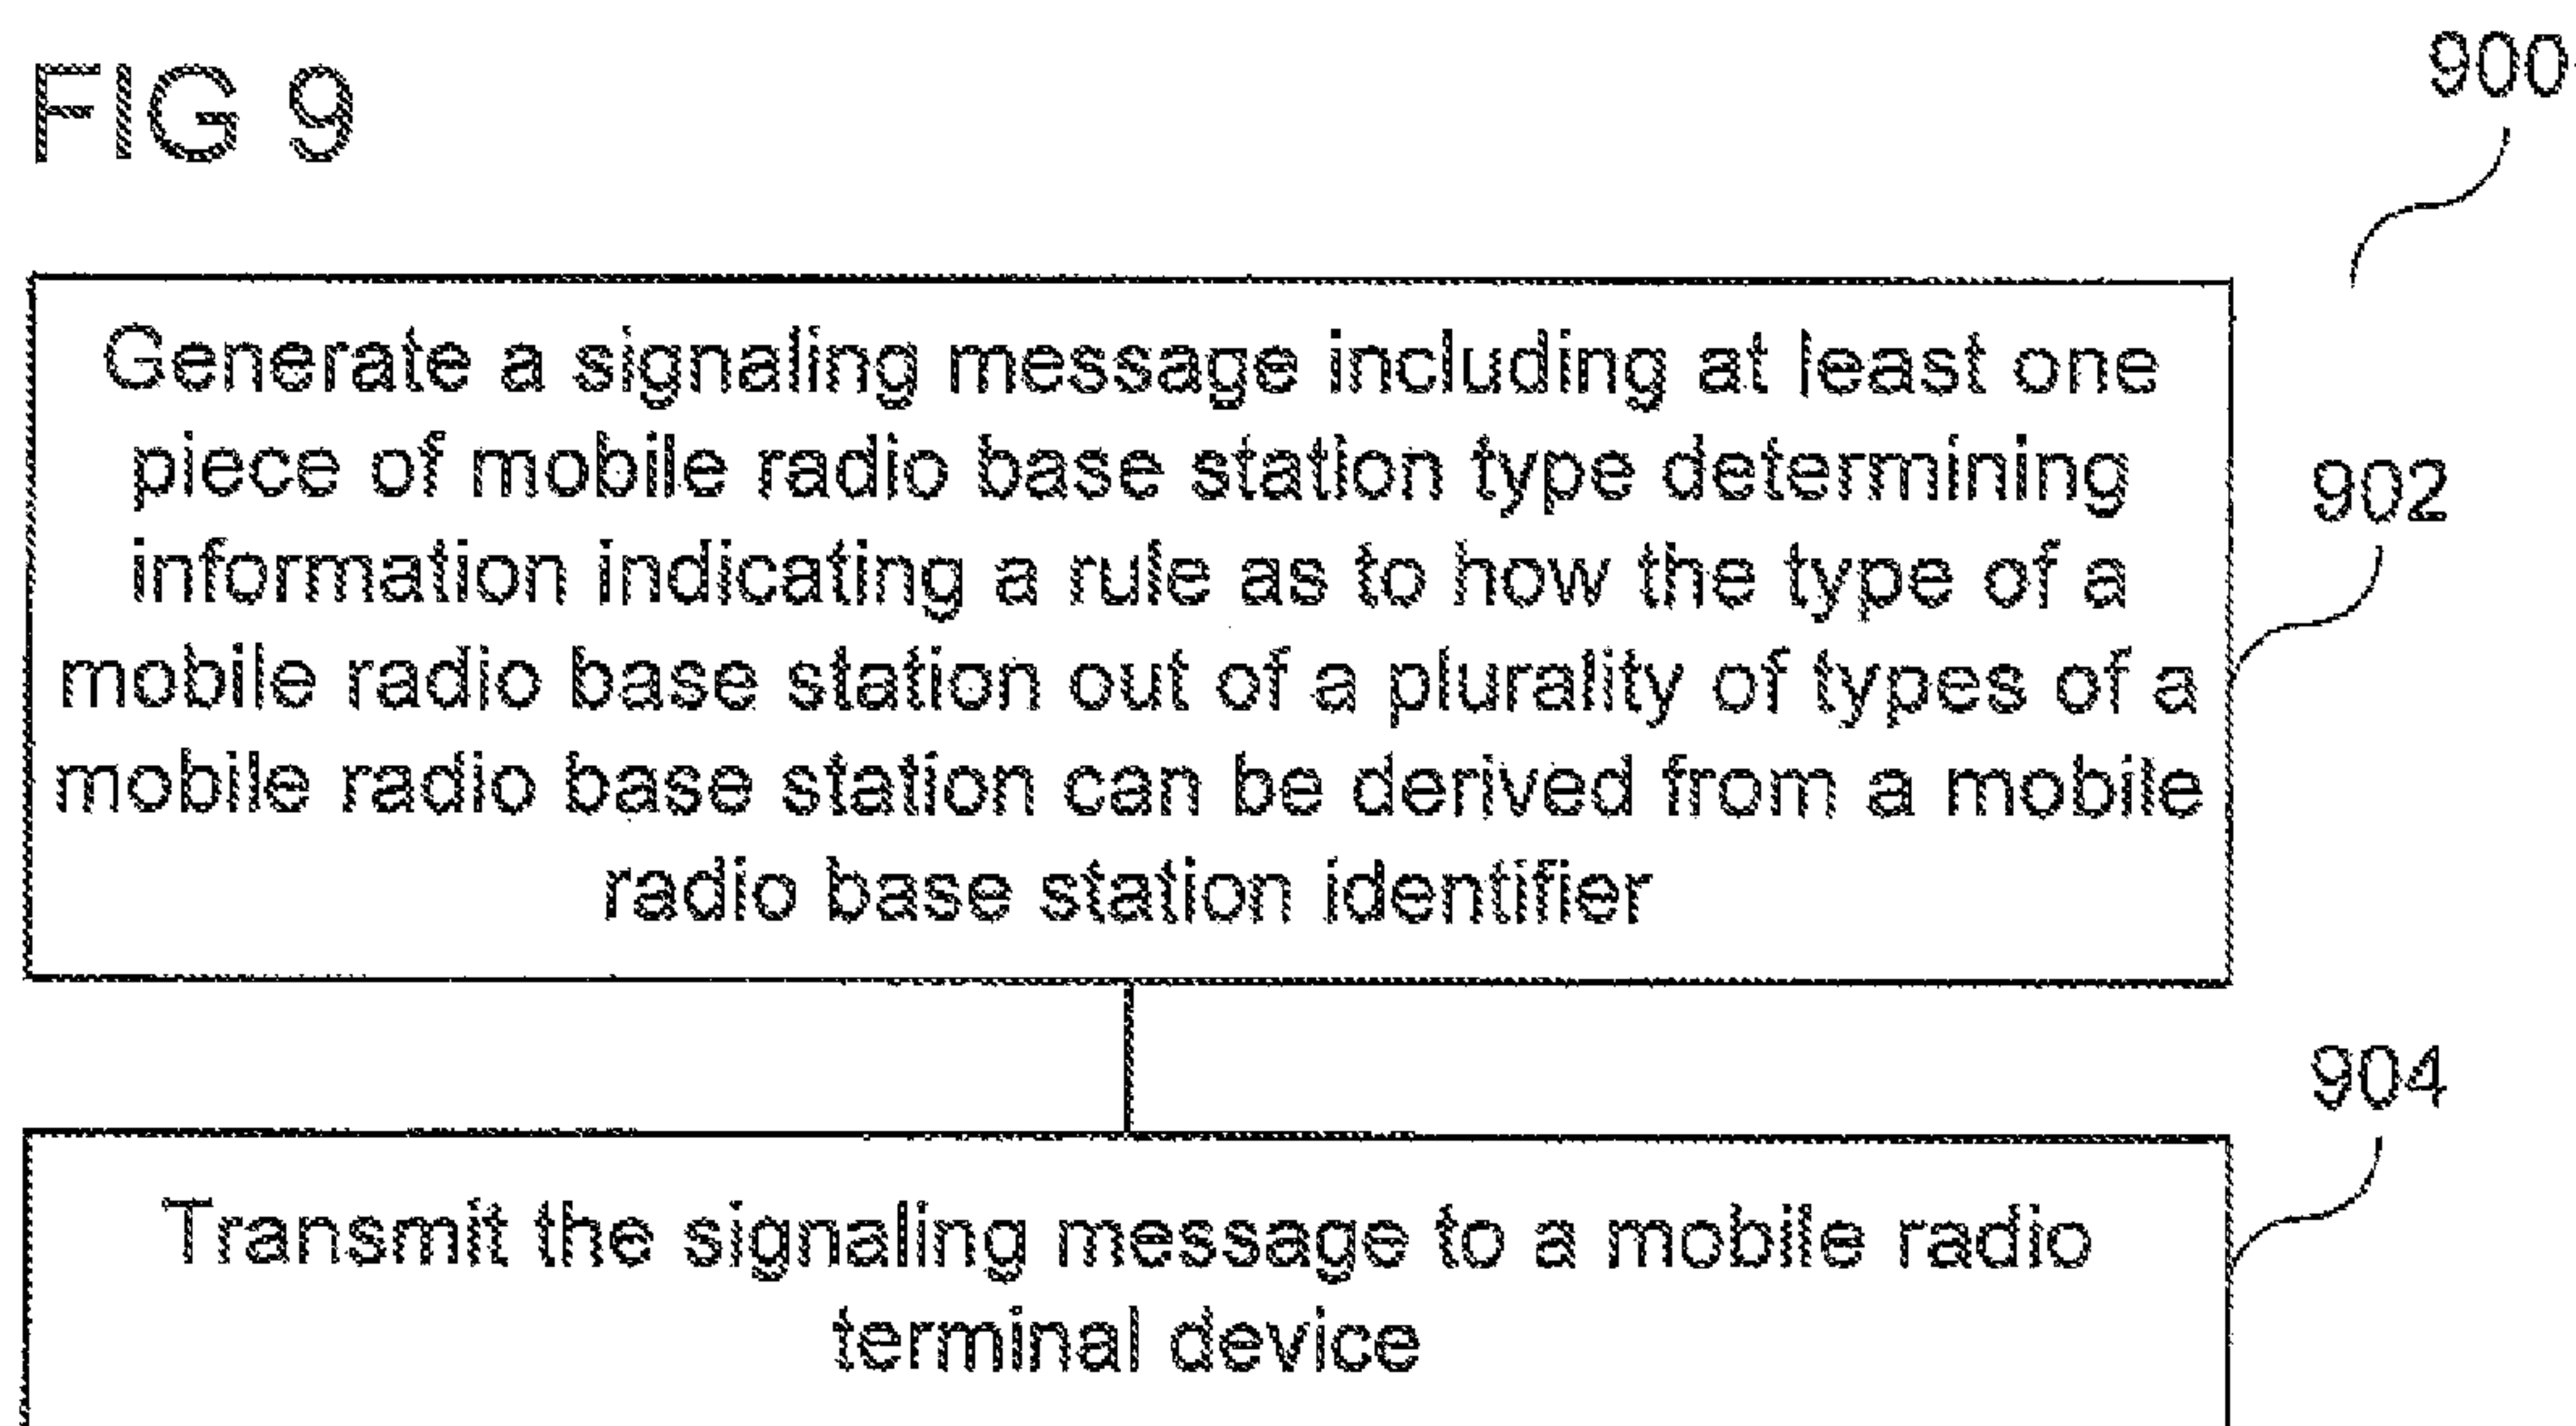 FIG 9
900
Generate a signaling message including at least one
piece of mobile radio base station type determining
information indicating a rule as to how the type of a
mobile radio base station out of a plurality of types of a
mobile radio base station can be derived from a mobile
radio base station identifier
902
904
Transmit the signaling message to a mobile radio
terminal device